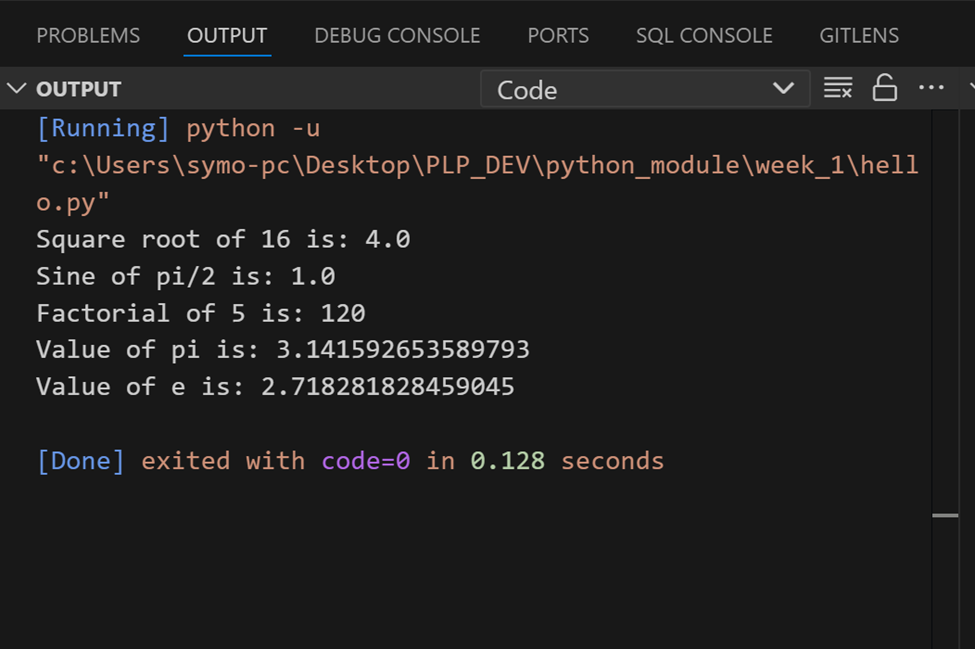 PROBLEMS OUTPUT DEBUG CONSOLE PORTS SQL CONSOLE GITLENS
OUTPUT Code
[Running] python -u
"c:\Users\symo-pc\Desktop\PLP_DEV\python_module\week_1\hell
o.py"
Square root of 16 is: 4.0
Sine of pi/2 is: 1.0
Factorial of 5 is: 120
Value of pi is: 3.141592653589793
Value of e is: 2.718281828459045
[Done] exited with code=0 in 0.128 seconds